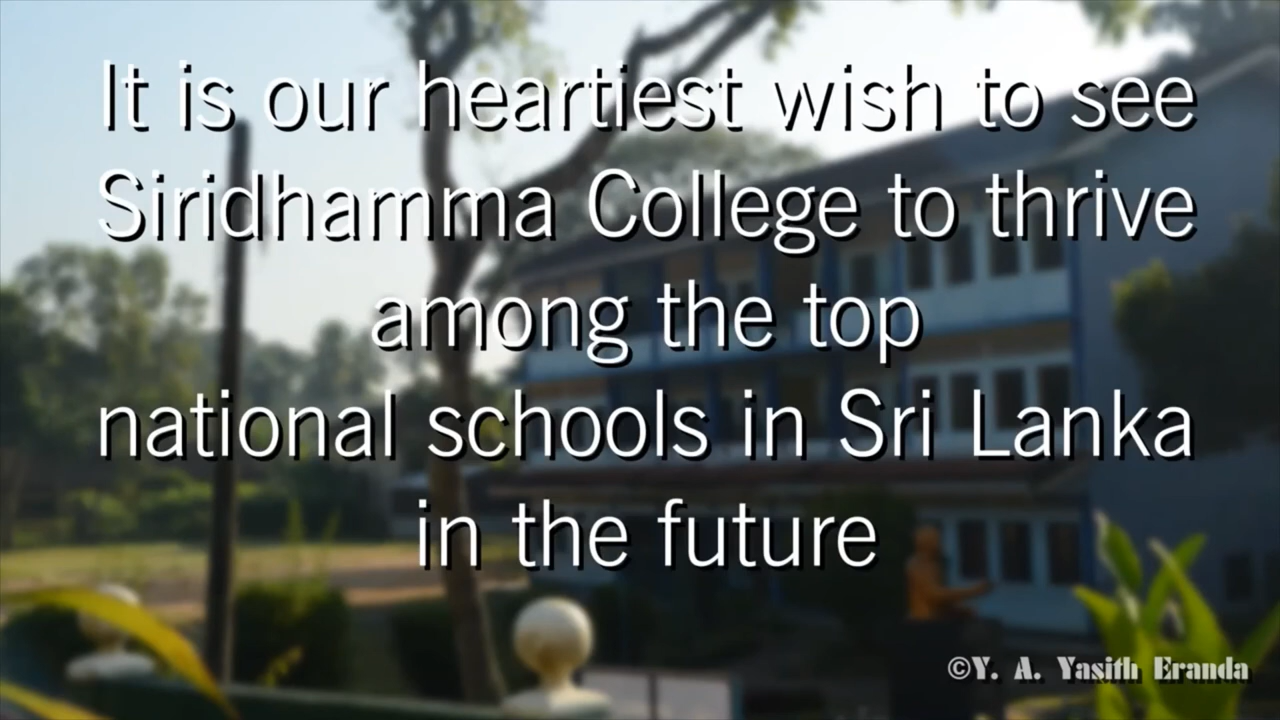 It is our heartiest wish to see
Siridhamma College to thrive
among the top
national schools in Sri Lanka
in the future
©Y. A. Yasith Eranda